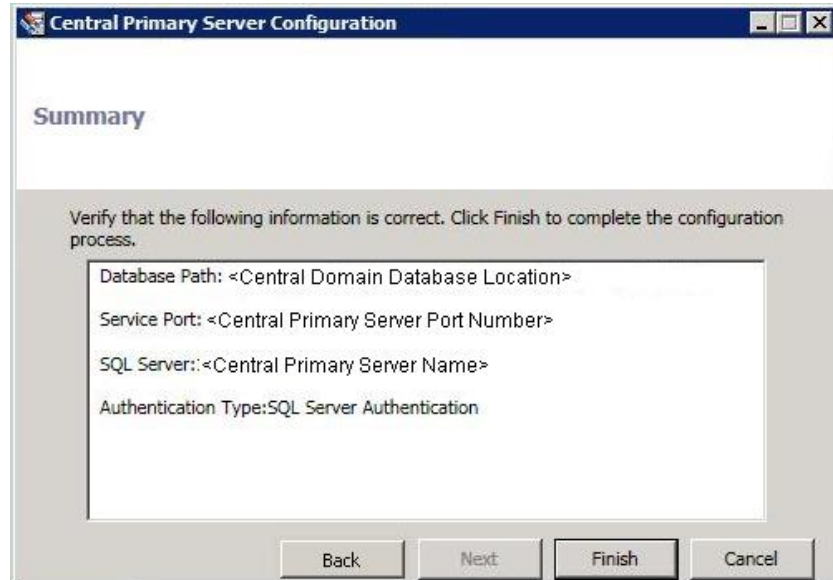 Central Primary Server Configuration
Summary
Verify that the following information is correct. Click Finish to complete the configuration
process.
Database Path: <Central Domain Database Location>
Service Port: <Central Primary Server Port Number>
SQL Server::<Central Primary Server Name>
Authentication Type:SQL Server Authentication
Back Next Finish Cancel